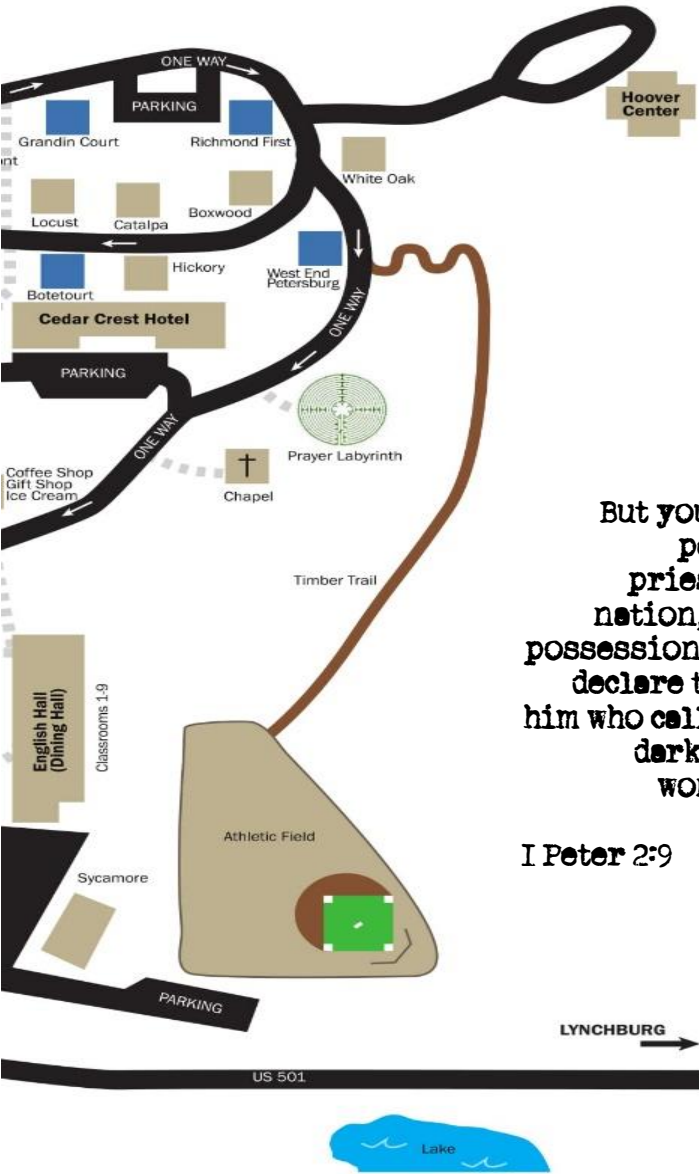 ONE WAY
PARKING
Hoover
Center
Grandin Court
Richmond First
White Oak
Locust
Catalpa
Boxwood
Hickory
West End
Petersburg
Botetourt
ONE WAY
Cedar Crest Hotel
PARKING
ONE WAY
Prayer Labyrinth
Coffee Shop
Gift Shop
Ice Cream
Chapel
But you
priest
nation,
possession
declare t
him who call
dark
wor
I Peter 2:9
Timber Trail
English Hall
(Dining Hall)
Classrooms 1-9
Athletic Field
Sycamore
PARKING
LYNCHBURG
US 501
Lake